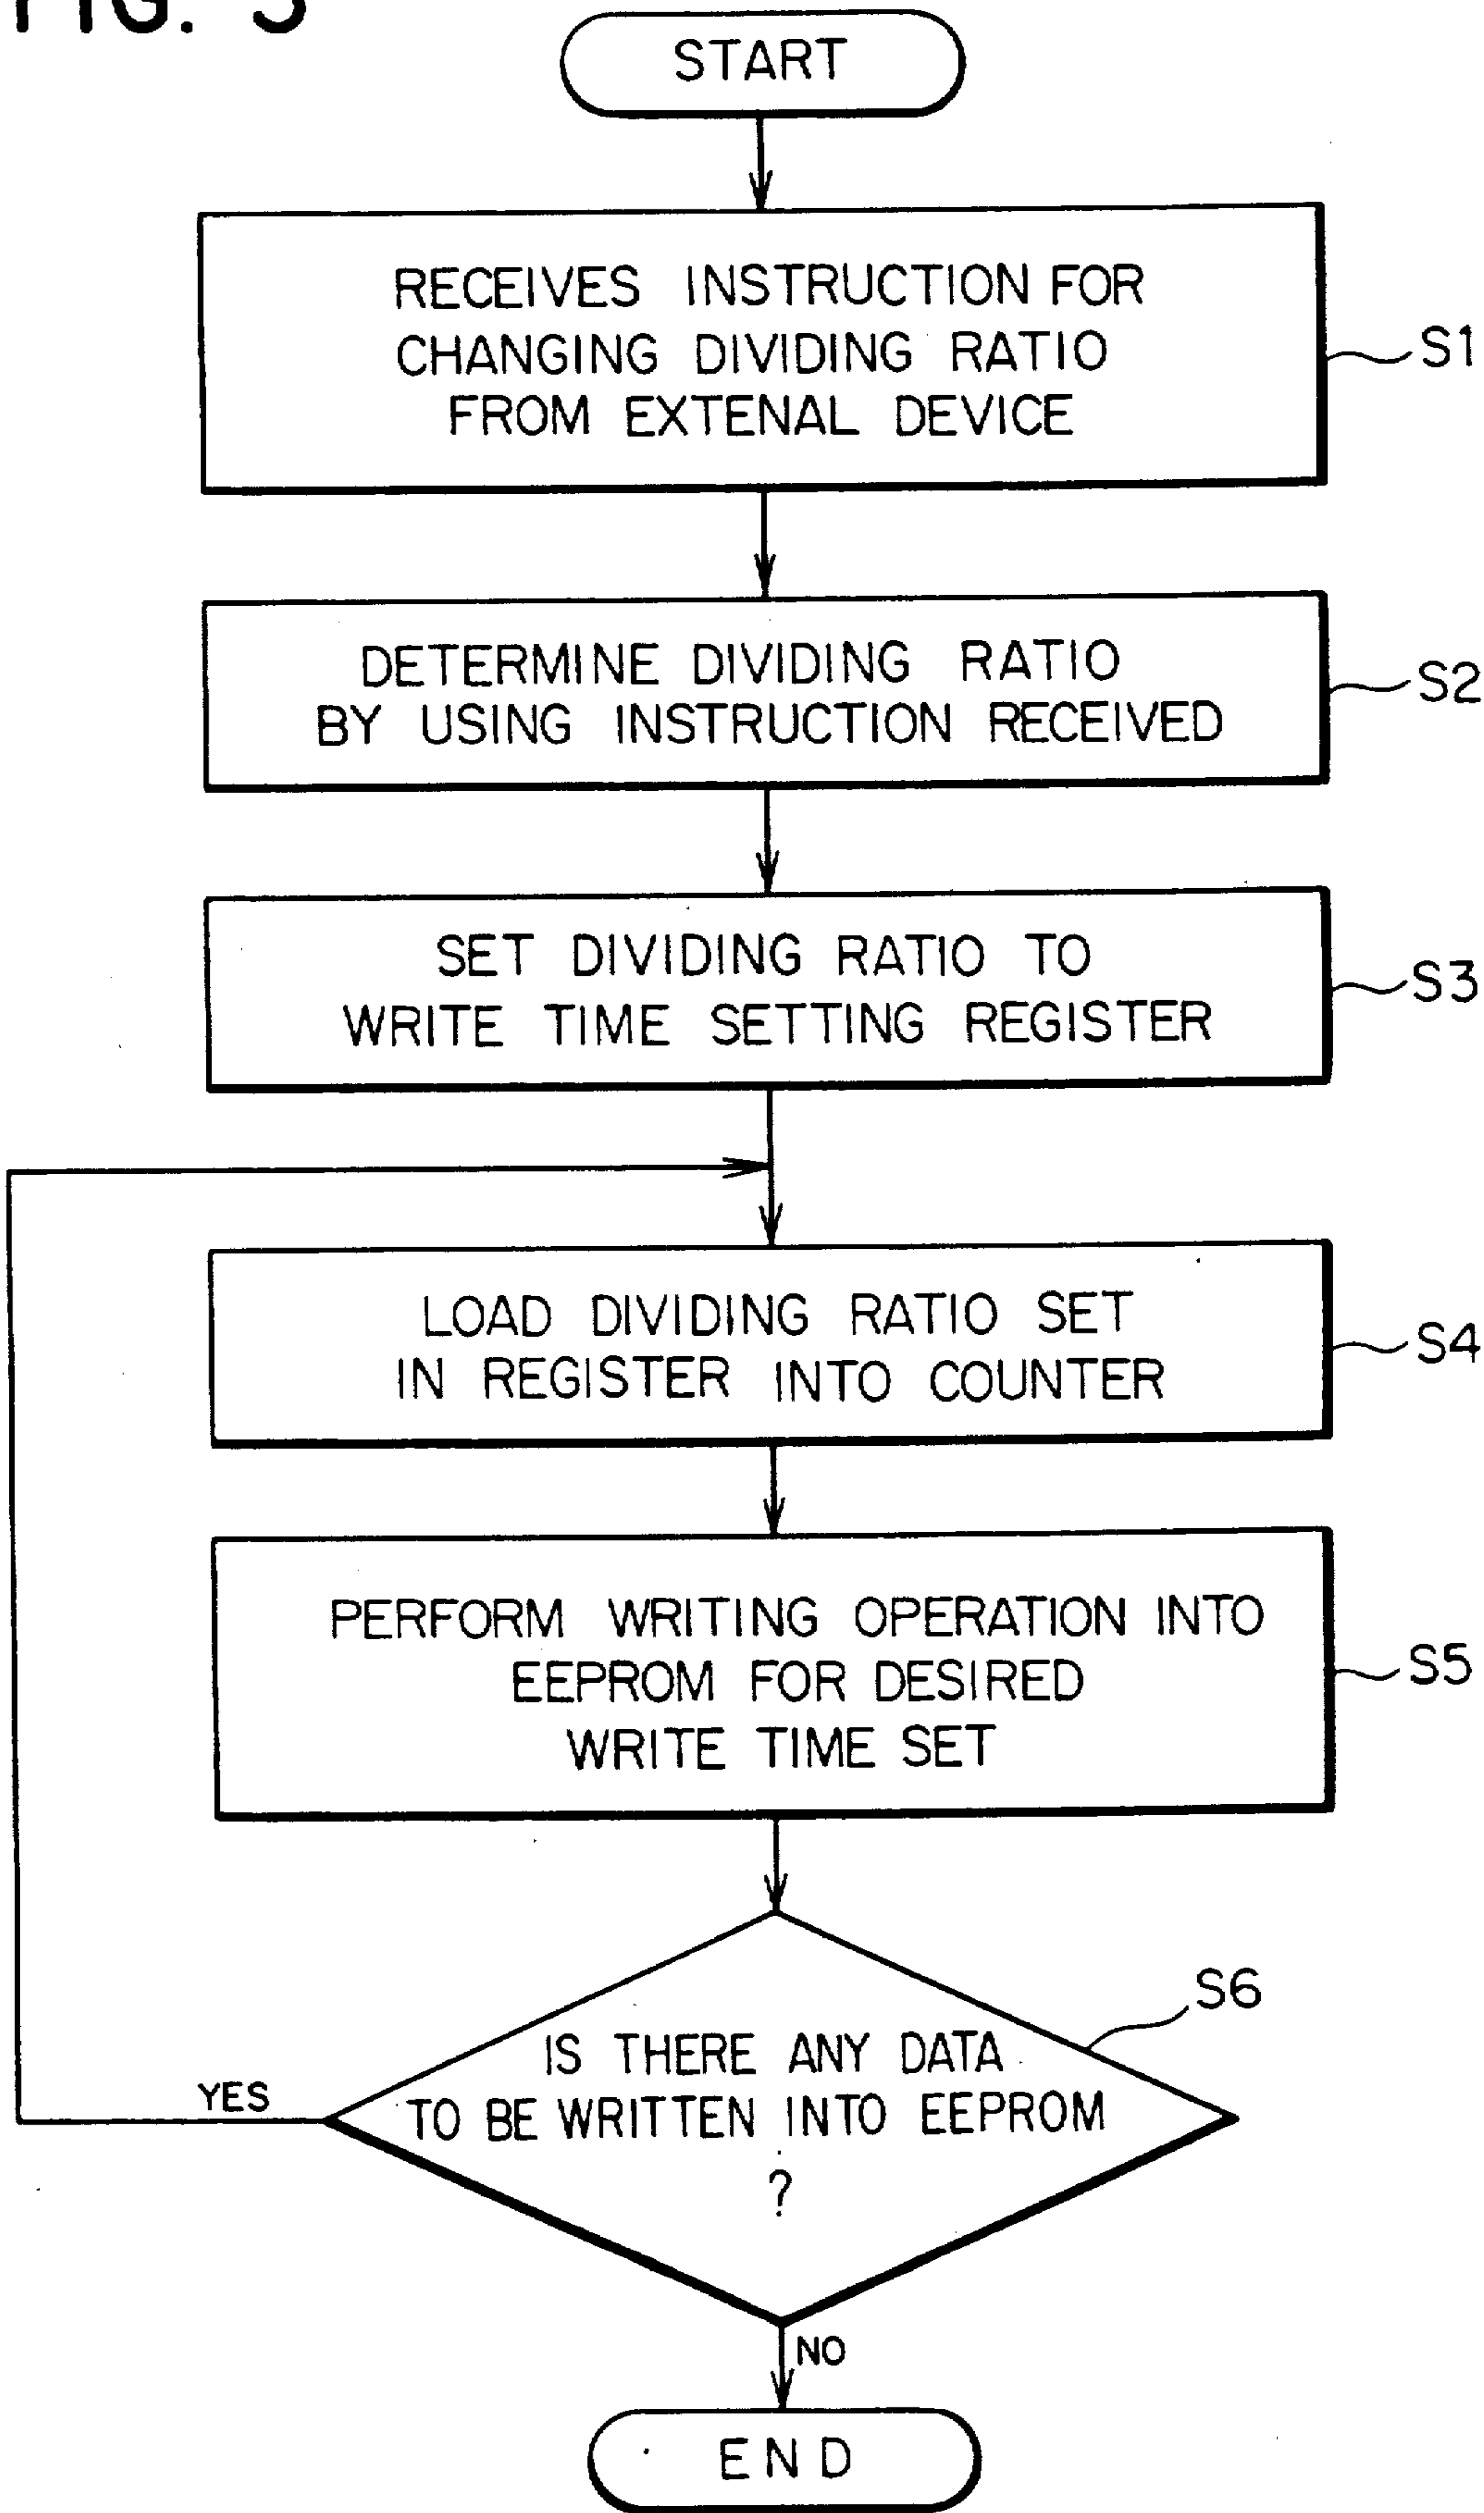 FIG.
START
RECEIVES INSTRUCTION FOR
CHANGING DIVIDING RATIO
FROM EXTENAL DEVICE
S1
DETERMINE DIVIDING RATIO
BY USING INSTRUCTION RECEIVED
S2
SET DIVIDING RATIO TO
WRITE TIME SETTING REGISTER
S3
LOAD DIVIDING RATIO SET
IN REGISTER INTO COUNTER
S4
PERFORM WRITING OPERATION INTO
EEPROM FOR DESIRED
WRITE TIME SET
S5
S6
IS THERE ANY DATA
TO BE WRITTEN INTO EEPROM
?
YES
NO
END